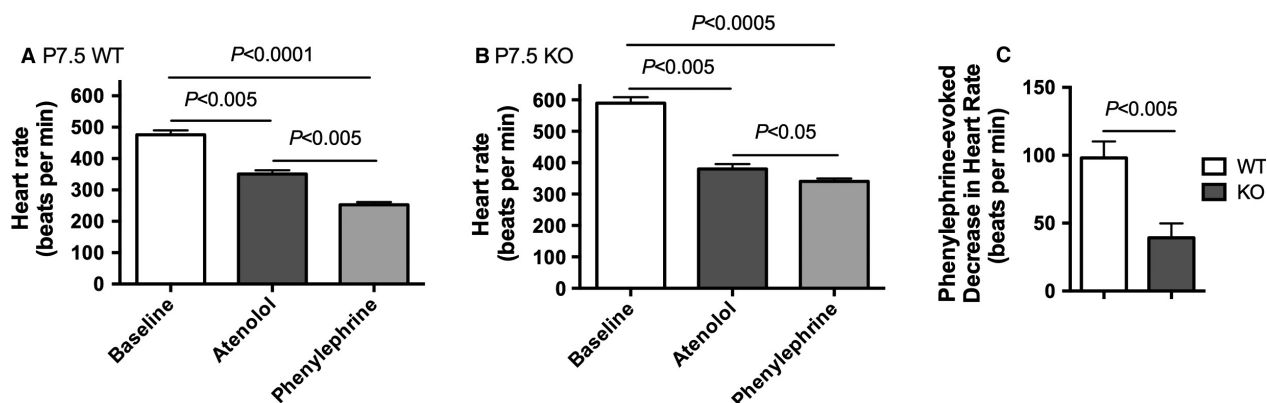 A P7.5 WT
P<0.0001
P<0.005
P<0.005
Heart rate
(beats per min)
600
500
400
300
200
100
0
Baseline
Atenolol
Phenylephrine
B P7.5 KO
P<0.0005
P<0.005
P<0.05
Heart rate
(beats per min)
600
500
400
300
200
100
0
Baseline
Atenolol
Phenylephrine
C
Phenylephrine-evoked
Decrease in Heart Rate
(beats per min)
150
100
50
0
P<0.005
WT
KO